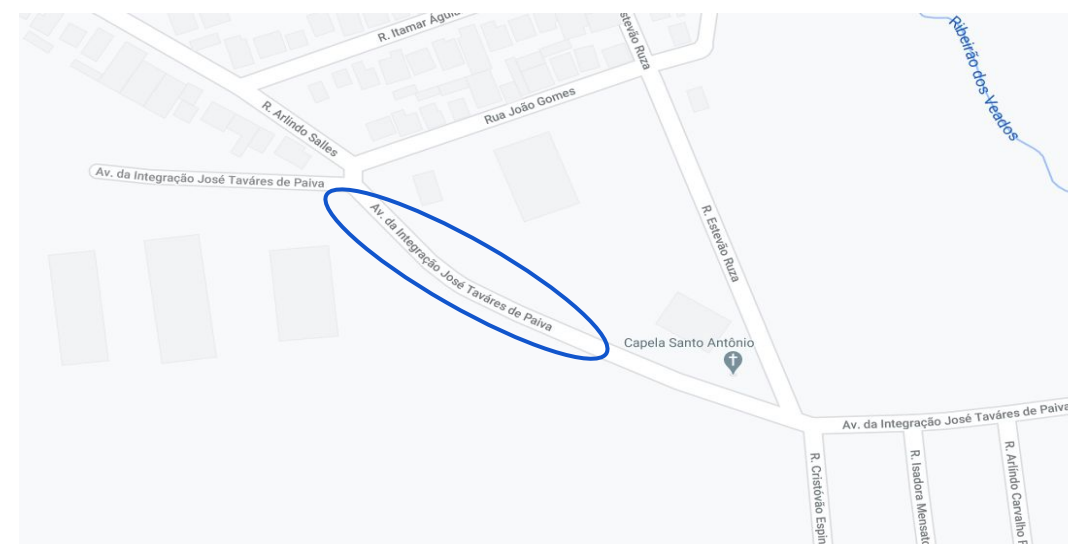 R. Itamar Águia
Estevão Ruza
Ribeirão dos Veados
R. Arlindo Salles
Rua João Gomes
Av. da Integração José Taváres de Paiva
Av. da Integração José Taváres de Paiva
R. Estevão Ruza
Capela Santo Antônio
Av. da Integração José Taváres de Paiva
R. Cristóvão Espin
R. Isadora Mensato
R. Arlindo Carvalho F